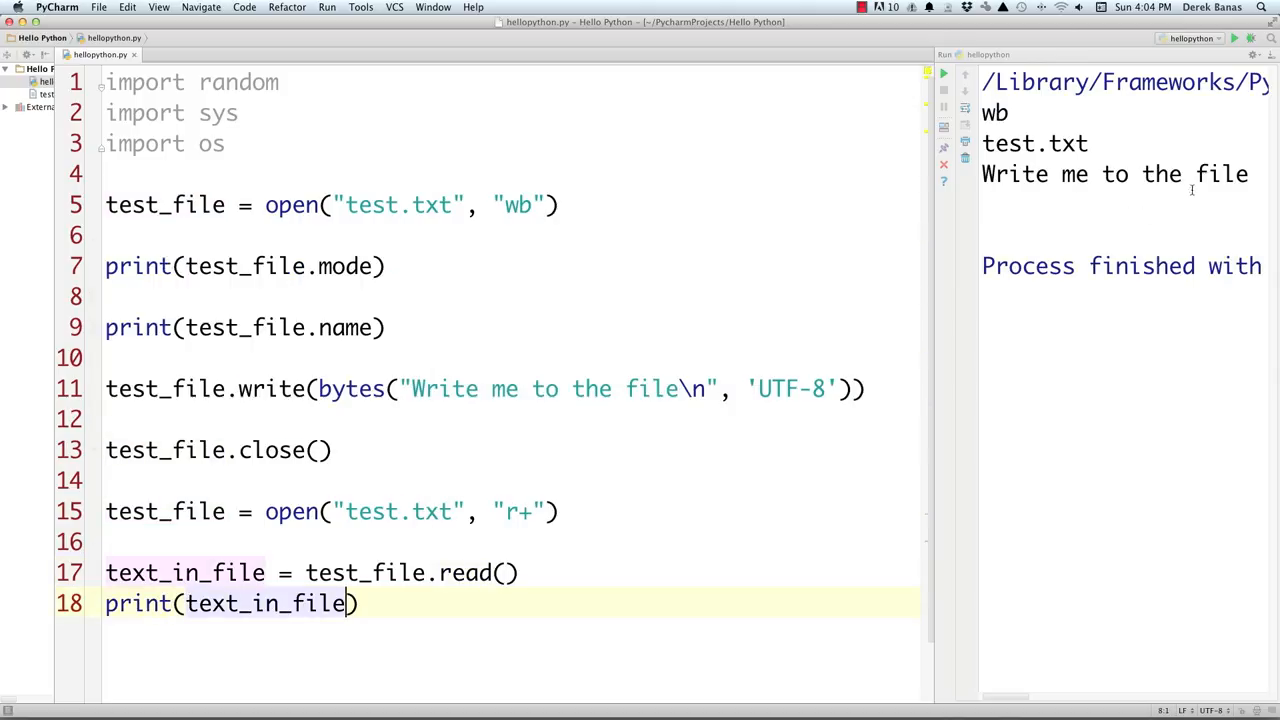 PyCharm File Edit View Navigate Code Refactor Run Tools VCS Window Help 10 Sun 4:04 PM Derek Banas
hellopython.py - Hello Python - [~/PycharmProjects/Hello Python]
Hello Python hellopython.py hellopython
hellopython.py
Run hellopython
Hello P
hell
test
Extern
1 import random
2 import sys
3 import os
4
5 test_file = open("test.txt", "wb")
6
7 print(test_file.mode)
8
9 print(test_file.name)
10
11 test_file.write(bytes("Write me to the file\n", 'UTF-8'))
12
13 test_file.close()
14
15 test_file = open("test.txt", "r+")
16
17 text_in_file = test_file.read()
18 print(text_in_file)
/Library/Frameworks/Py
wb
test.txt
Write me to the file
Process finished with
8:1 LF UTF-8